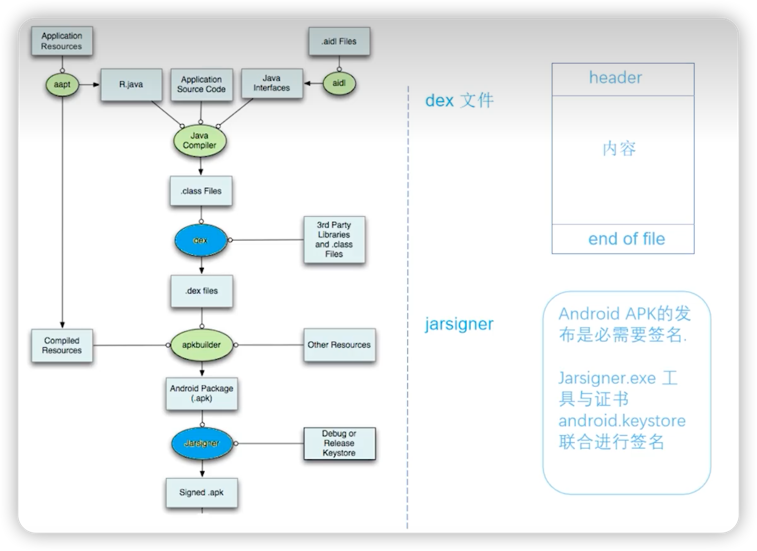 Application
Resources
.aidl Files
aapt
R.java
Application
Source Code
Java
Interfaces
aidl
Java
Compiler
.class Files
dex
3rd Party
Libraries
and .class
Files
.dex files
Compiled
Resources
apkbuilder
Other Resources
Android Package
(.apk)
Jarsigner
Debug or
Release
Keystore
Signed .apk
dex 文件
header
内容
end of file
jarsigner
Android APK的发
布是必需要签名.
Jarsigner.exe 工
具与证书
android.keystore
联合进行签名